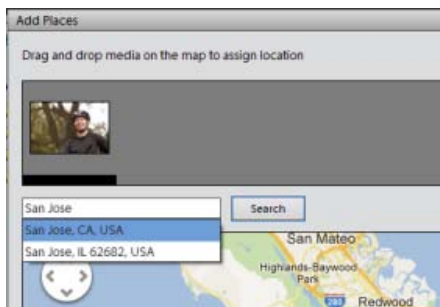 Add Places
Drag and drop media on the map to assign location
San Jose
Search
San Jose, CA, USA
San Jose, IL 62682, USA
San Mateo
Highlands-Baywood
Park
280
Redwood